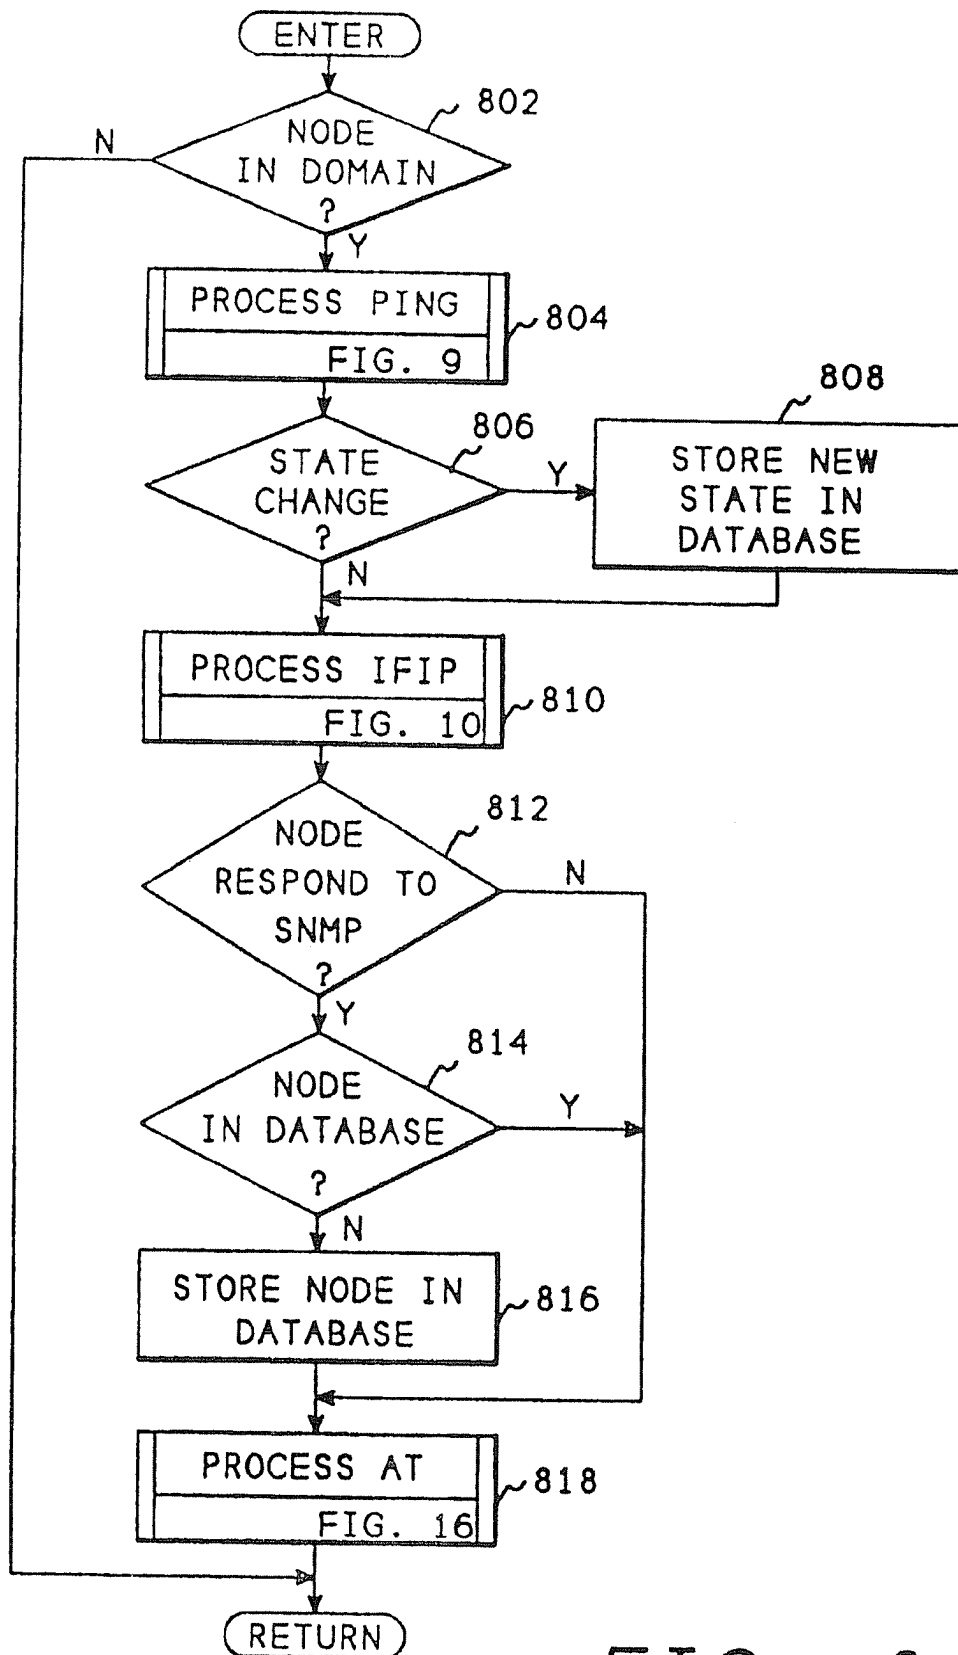 ENTER
802
NODE
IN DOMAIN
?
N
Y
PROCESS PING
FIG. 9
804
STATE
CHANGE
?
806
Y
N
808
STORE NEW
STATE IN
DATABASE
PROCESS IFIP
FIG. 10
810
NODE
RESPOND TO
SNMP
?
812
N
Y
NODE
IN DATABASE
?
814
Y
N
STORE NODE IN
DATABASE
816
PROCESS AT
FIG. 16
818
RETURN